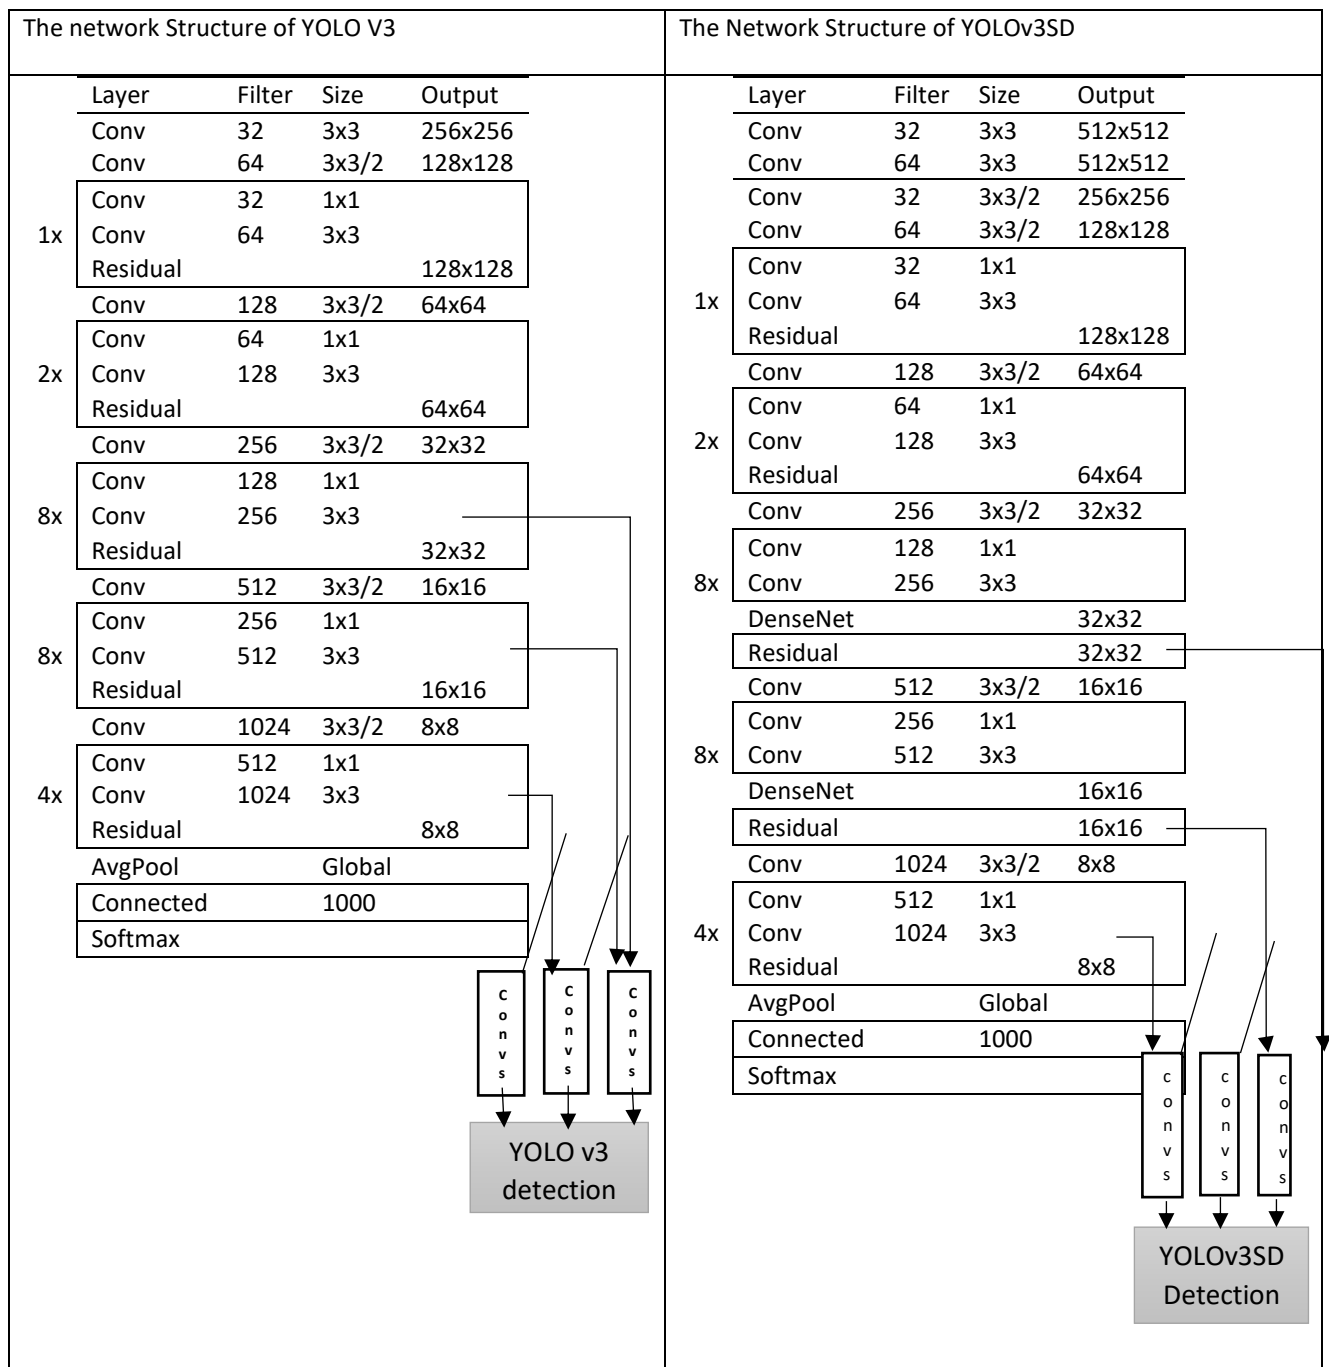 The network Structure of YOLO V3
Layer Filter Size Output
Conv 32 3x3 256x256
Conv 64 3x3/2 128x128
Conv 32 1x1
1x Conv 64 3x3
Residual 128x128
Conv 128 3x3/2 64x64
Conv 64 1x1
2x Conv 128 3x3
Residual 64x64
Conv 256 3x3/2 32x32
Conv 128 1x1
8x Conv 256 3x3
Residual 32x32
Conv 512 3x3/2 16x16
Conv 256 1x1
8x Conv 512 3x3
Residual 16x16
Conv 1024 3x3/2 8x8
Conv 512 1x1
4x Conv 1024 3x3
Residual 8x8
AvgPool Global
Connected 1000
Softmax
Convs
Convs
Convs
YOLO v3
detection
The Network Structure of YOLOv3SD
Layer Filter Size Output
Conv 32 3x3 512x512
Conv 64 3x3 512x512
Conv 32 3x3/2 256x256
Conv 64 3x3/2 128x128
Conv 32 1x1
1x Conv 64 3x3
Residual 128x128
Conv 128 3x3/2 64x64
Conv 64 1x1
2x Conv 128 3x3
Residual 64x64
Conv 256 3x3/2 32x32
Conv 128 1x1
8x Conv 256 3x3
DenseNet 32x32
Residual 32x32
Conv 512 3x3/2 16x16
Conv 256 1x1
8x Conv 512 3x3
DenseNet 16x16
Residual 16x16
Conv 1024 3x3/2 8x8
Conv 512 1x1
4x Conv 1024 3x3
Residual 8x8
AvgPool Global
Connected 1000
Softmax
convs
convs
convs
YOLOv3SD
Detection